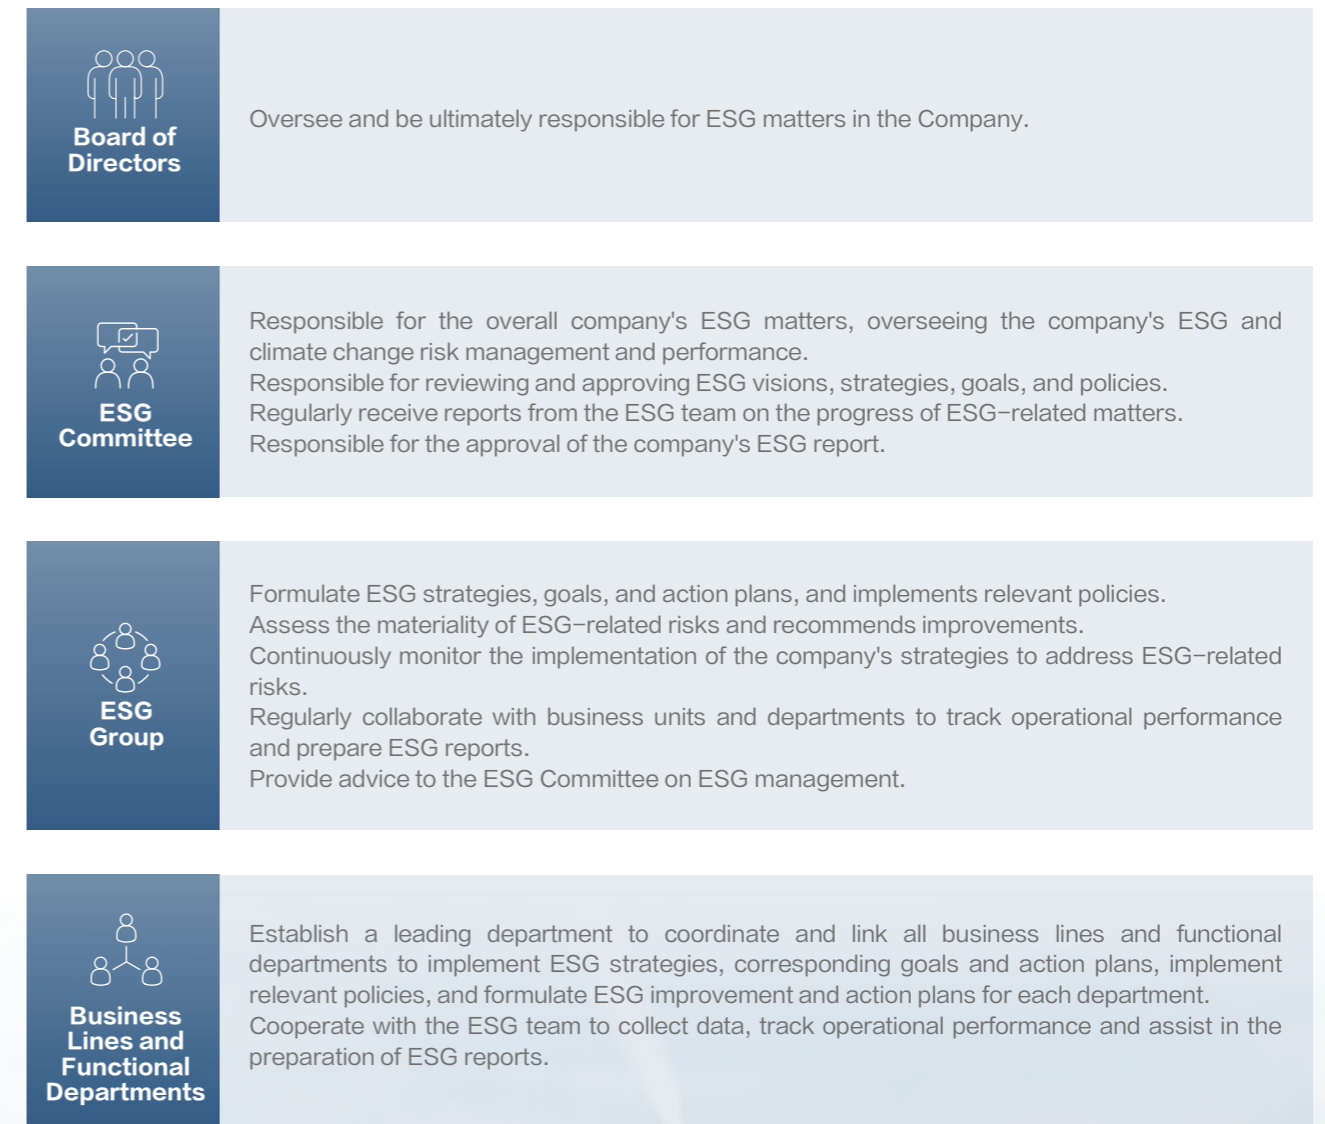 Board of
Directors
Oversee and be ultimately responsible for ESG matters in the Company.
ESG
Committee
Responsible for the overall company's ESG matters, overseeing the company's ESG and
climate change risk management and performance.
Responsible for reviewing and approving ESG visions, strategies, goals, and policies.
Regularly receive reports from the ESG team on the progress of ESG-related matters.
Responsible for the approval of the company's ESG report.
ESG
Group
Formulate ESG strategies, goals, and action plans, and implements relevant policies.
Assess the materiality of ESG-related risks and recommends improvements.
Continuously monitor the implementation of the company's strategies to address ESG-related
risks.
Regularly collaborate with business units and departments to track operational performance
and prepare ESG reports.
Provide advice to the ESG Committee on ESG management.
Business
Lines and
Functional
Departments
Establish a leading department to coordinate and link all business lines and functional
departments to implement ESG strategies, corresponding goals and action plans, implement
relevant policies, and formulate ESG improvement and action plans for each department.
Cooperate with the ESG team to collect data, track operational performance and assist in the
preparation of ESG reports.